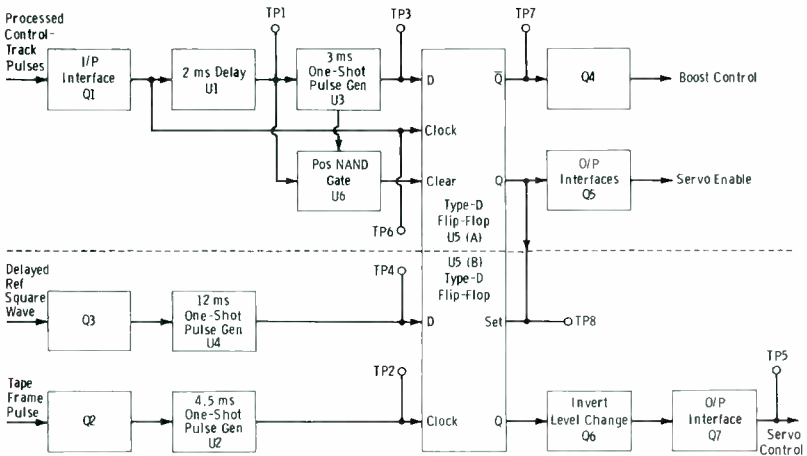 Processed
Control-
Track
Pulses
I/P
Interface
Q1
2 ms Delay
U1
TP1
3 ms
One-Shot
Pulse Gen
U3
TP3
Pos NAND
Gate
U6
TP6
D
Clock
Clear
Type-D
Flip-Flop
U5 (A)
Q̅
Q
TP7
Q4
Boost Control
O/P
Interfaces
Q5
Servo Enable
U5 (B)
Type-D
Flip-Flop
Delayed
Ref
Square
Wave
Q3
12 ms
One-Shot
Pulse Gen
U4
TP4
D
Set
TP8
Tape
Frame
Pulse
Q2
4.5 ms
One-Shot
Pulse Gen
U2
TP2
Clock
Q
Invert
Level Change
Q6
O/P
Interface
Q7
TP5
Servo
Control